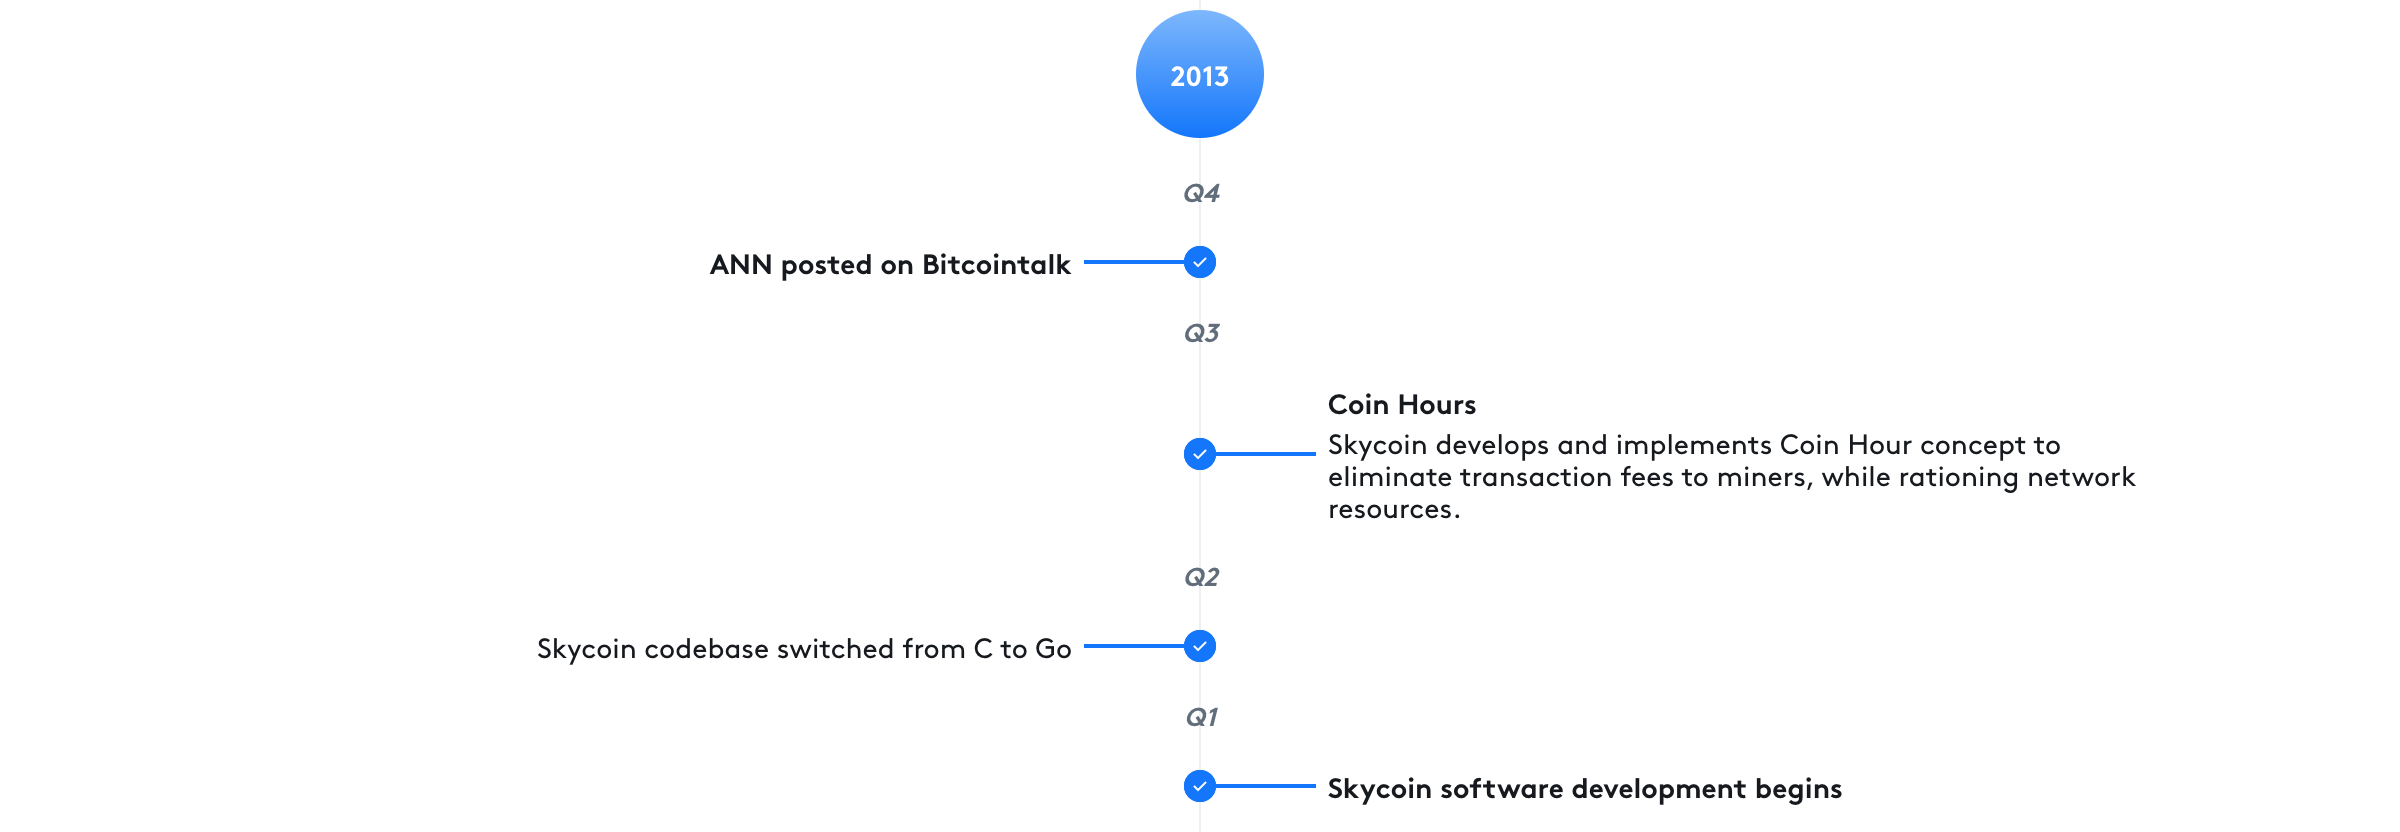 2013
Q4
ANN posted on Bitcointalk
Q3
Coin Hours
Skycoin develops and implements Coin Hour concept to
eliminate transaction fees to miners, while rationing network
resources.
Q2
Skycoin codebase switched from C to Go
Q1
Skycoin software development begins